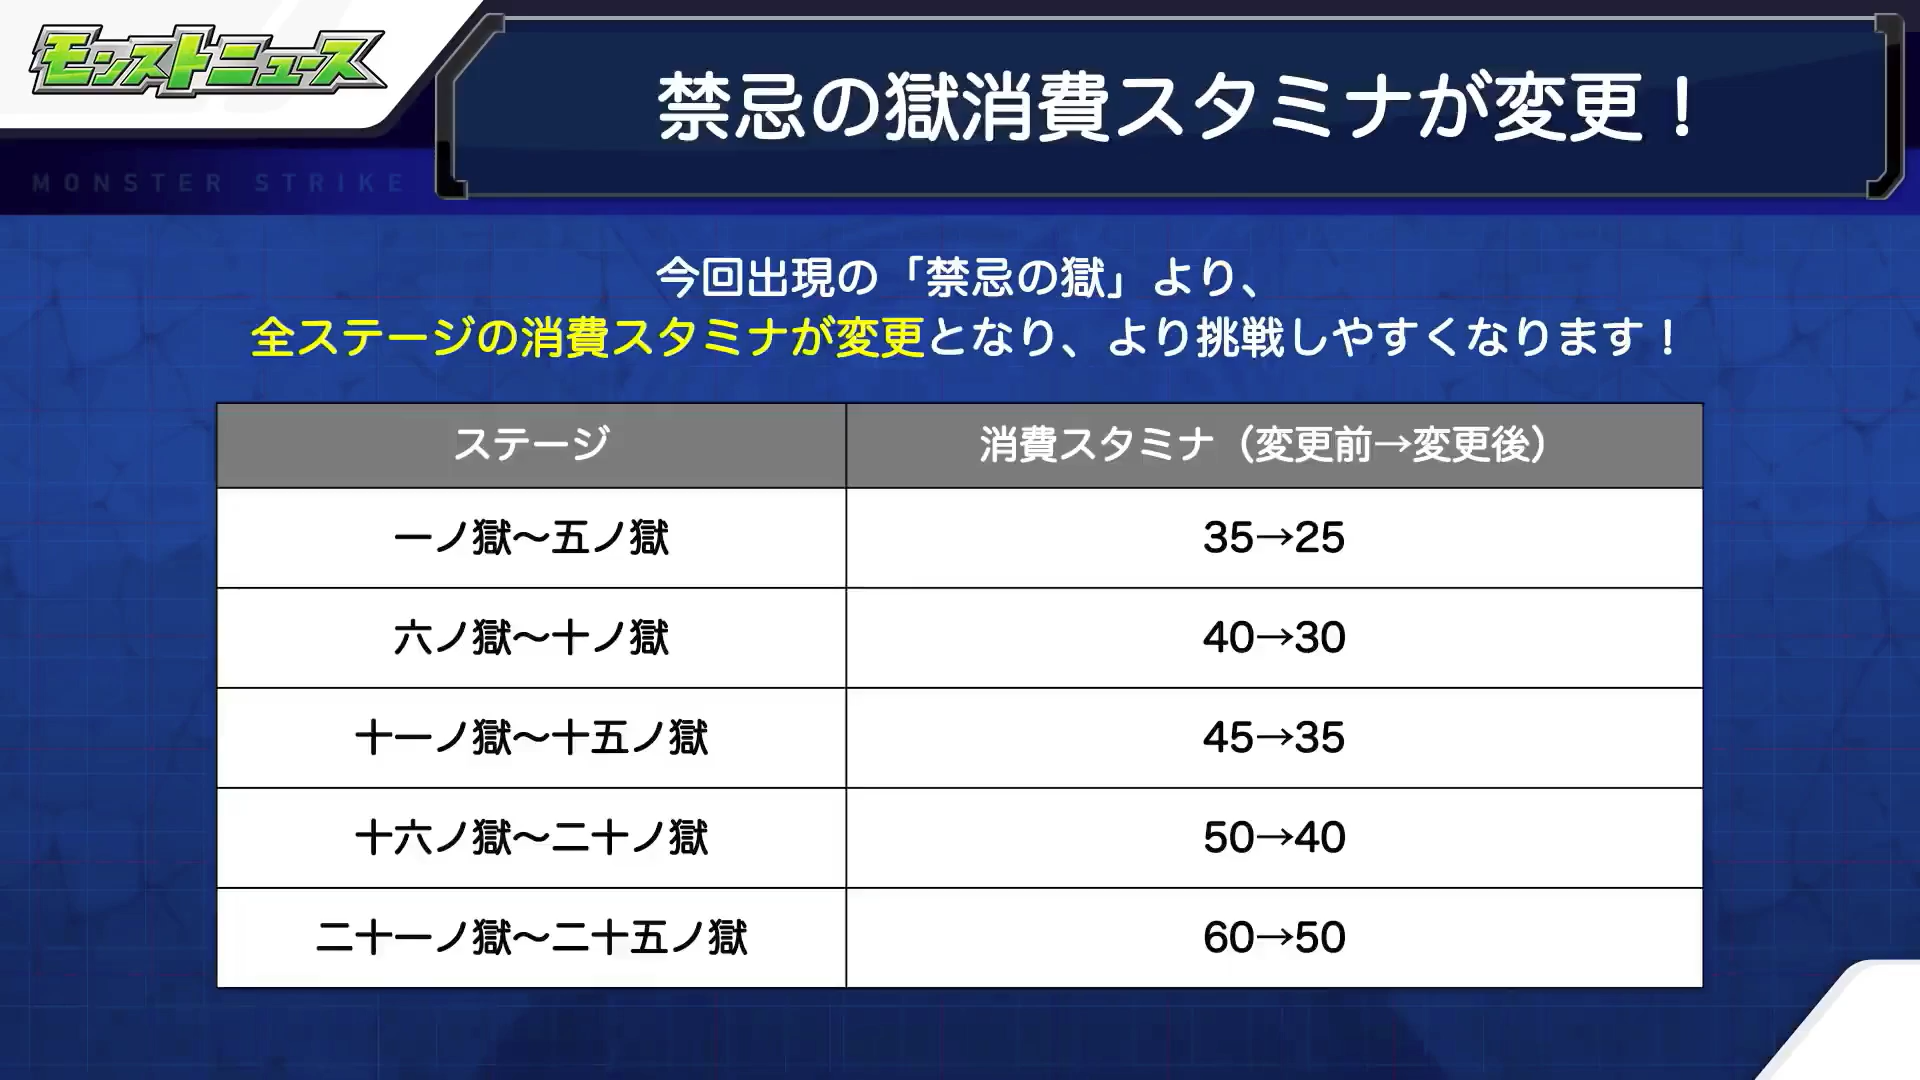 モンストニュース
禁忌の獄消費スタミナが変更！
MONSTER STRIKE
今回出現の「禁忌の獄」より、
全ステージの消費スタミナが変更となり、より挑戦しやすくなります！
ステージ 消費スタミナ（変更前→変更後）
一ノ獄～五ノ獄 35→25
六ノ獄～十ノ獄 40→30
十一ノ獄～十五ノ獄 45→35
十六ノ獄～二十ノ獄 50→40
二十一ノ獄～二十五ノ獄 60→50